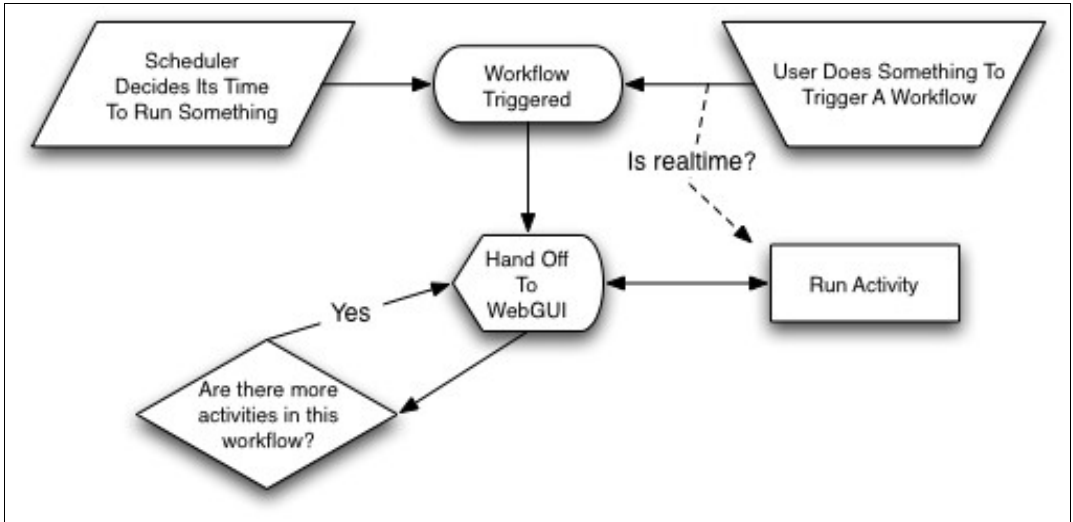 Scheduler
Decides Its Time
To Run Something
Workflow
Triggered
User Does Something To
Trigger A Workflow
Is realtime?
Hand Off
To
WebGUI
Run Activity
Yes
Are there more
activities in this
workflow?